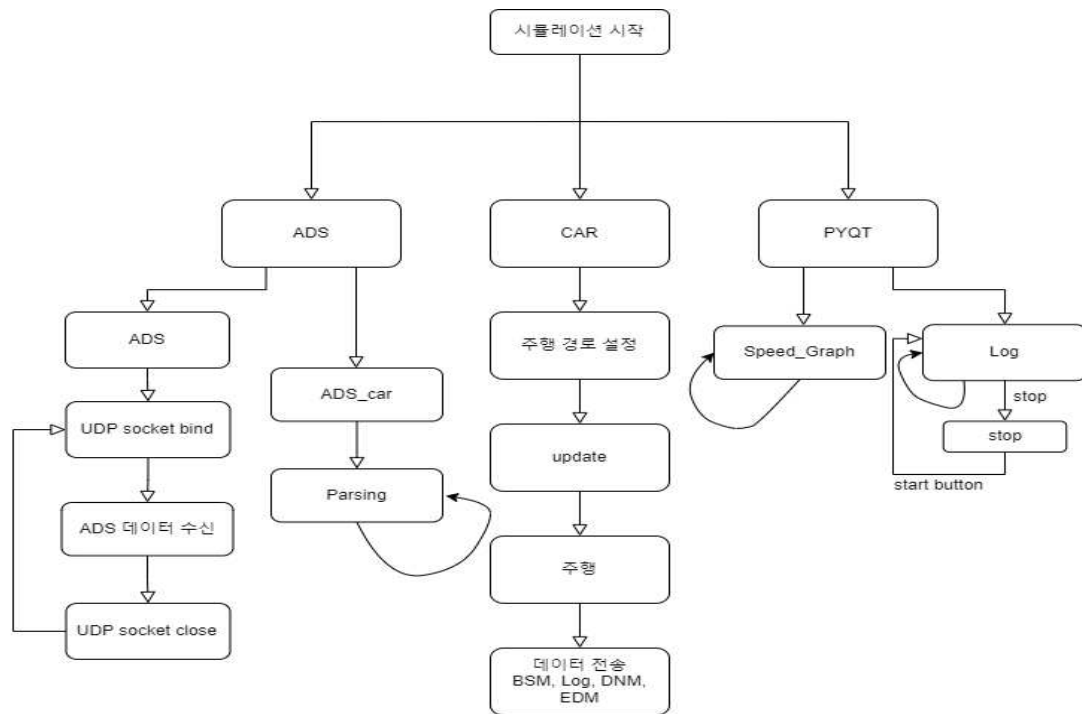 시뮬레이션 시작
ADS
CAR
PYQT
ADS
주행 경로 설정
Speed_Graph
Log
ADS_car
stop
UDP socket bind
update
stop
start button
Parsing
ADS 데이터 수신
주행
UDP socket close
데이터 전송
BSM, Log, DNM,
EDM